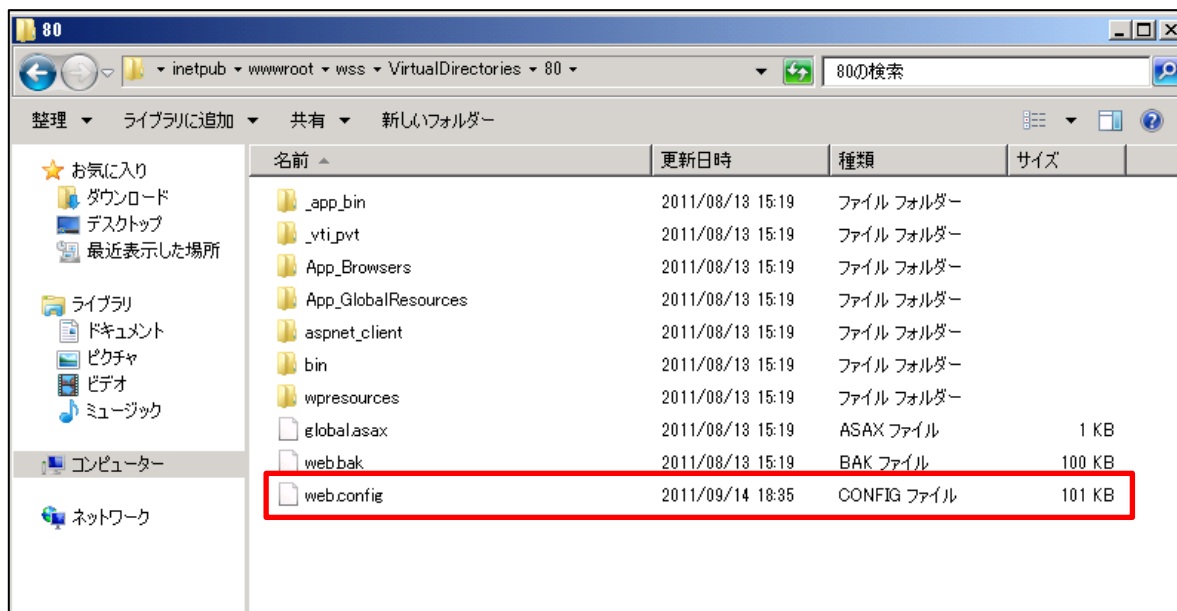 80
inetpub wwwroot wss VirtualDirectories 80 80の検索
整理 ライブラリに追加 共有 新しいフォルダー
名前 更新日時 種類 サイズ
お気に入り
ダウンロード
デスクトップ
最近表示した場所
ライブラリ
ドキュメント
ピクチャ
ビデオ
ミュージック
コンピューター
ネットワーク
_app_bin 2011/08/13 15:19 ファイル フォルダー
_vti_pvt 2011/08/13 15:19 ファイル フォルダー
App_Browsers 2011/08/13 15:19 ファイル フォルダー
App_GlobalResources 2011/08/13 15:19 ファイル フォルダー
aspnet_client 2011/08/13 15:19 ファイル フォルダー
bin 2011/08/13 15:19 ファイル フォルダー
wpresources 2011/08/13 15:19 ファイル フォルダー
global.asax 2011/08/13 15:19 ASAX ファイル 1 KB
web.bak 2011/08/13 15:19 BAK ファイル 100 KB
web.config 2011/09/14 18:35 CONFIG ファイル 101 KB